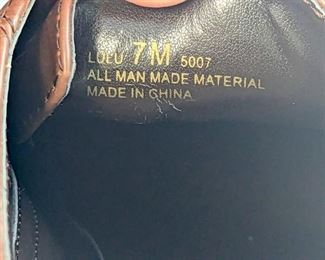 LULU 7M 5007
ALL MAN MADE MATERIAL
MADE IN CHINA